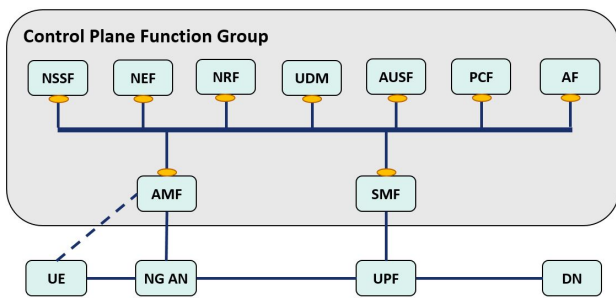 Control Plane Function Group
NSSF NEF NRF UDM AUSF PCF AF
AMF SMF
UE NG AN UPF DN